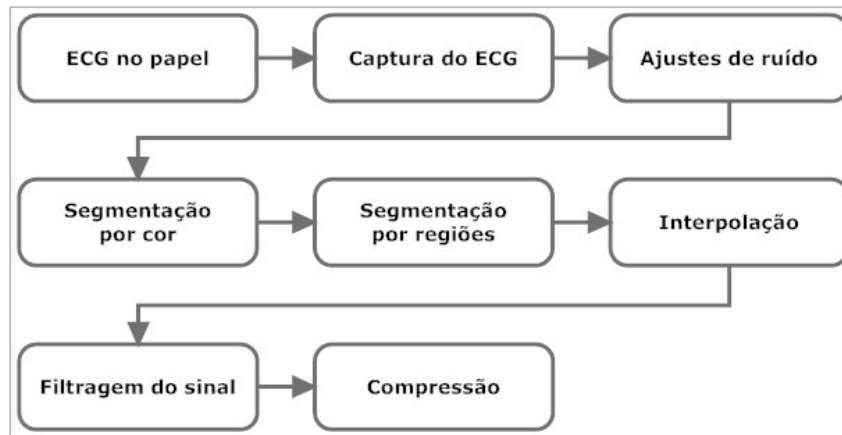 ECG no papel
Captura do ECG
Ajustes de ruído
Segmentação
por cor
Segmentação
por regiões
Interpolação
Filtragem do sinal
Compressão